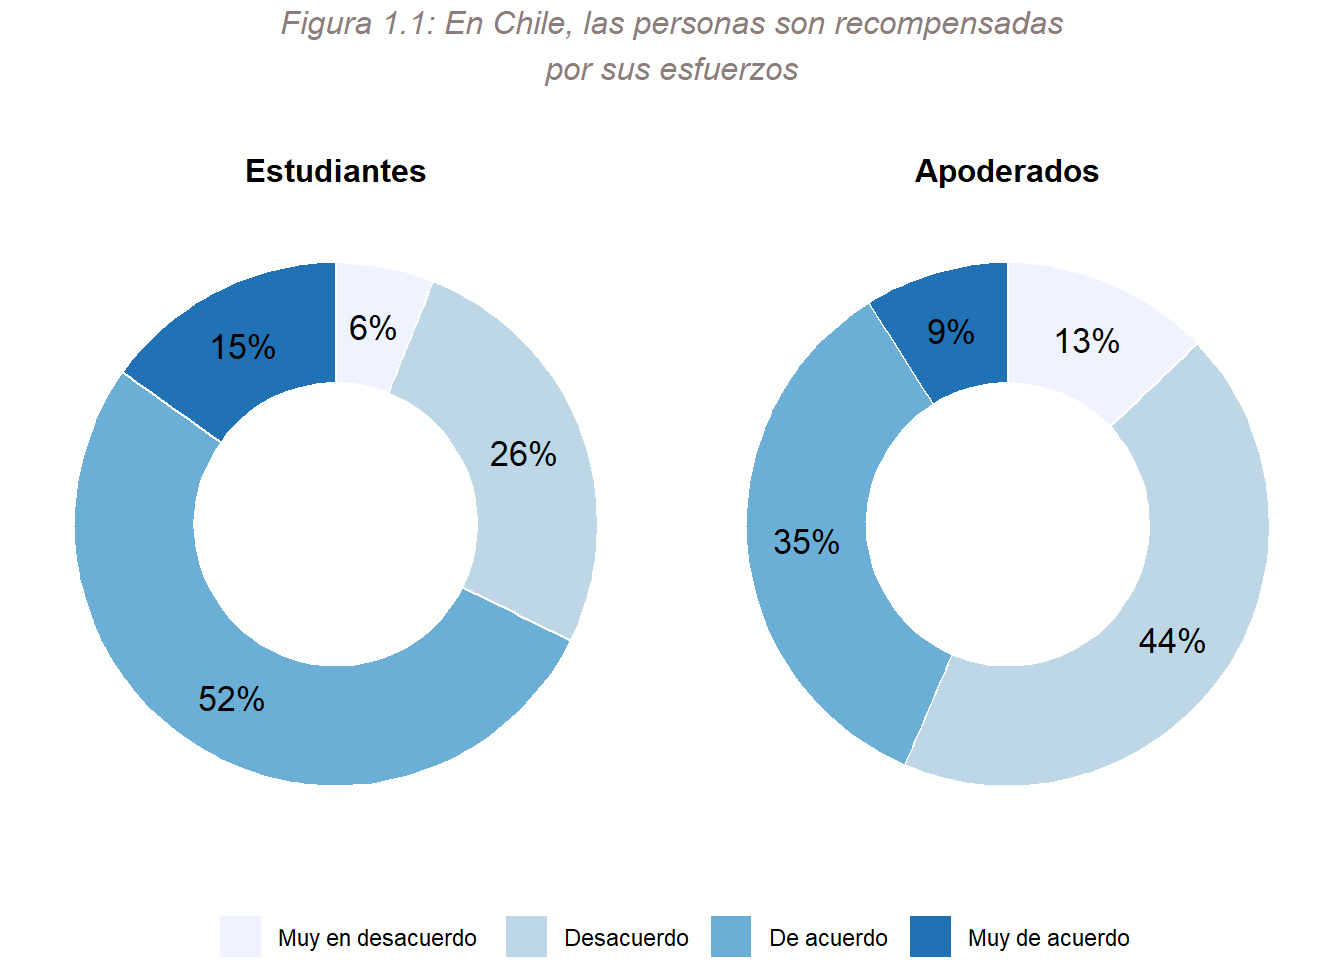 Figura 1.1: En Chile, las personas son recompensadas
por sus esfuerzos
Estudiantes
6%
15%
26%
52%
Apoderados
9%
13%
35%
44%
Muy en desacuerdo
Desacuerdo
De acuerdo
Muy de acuerdo